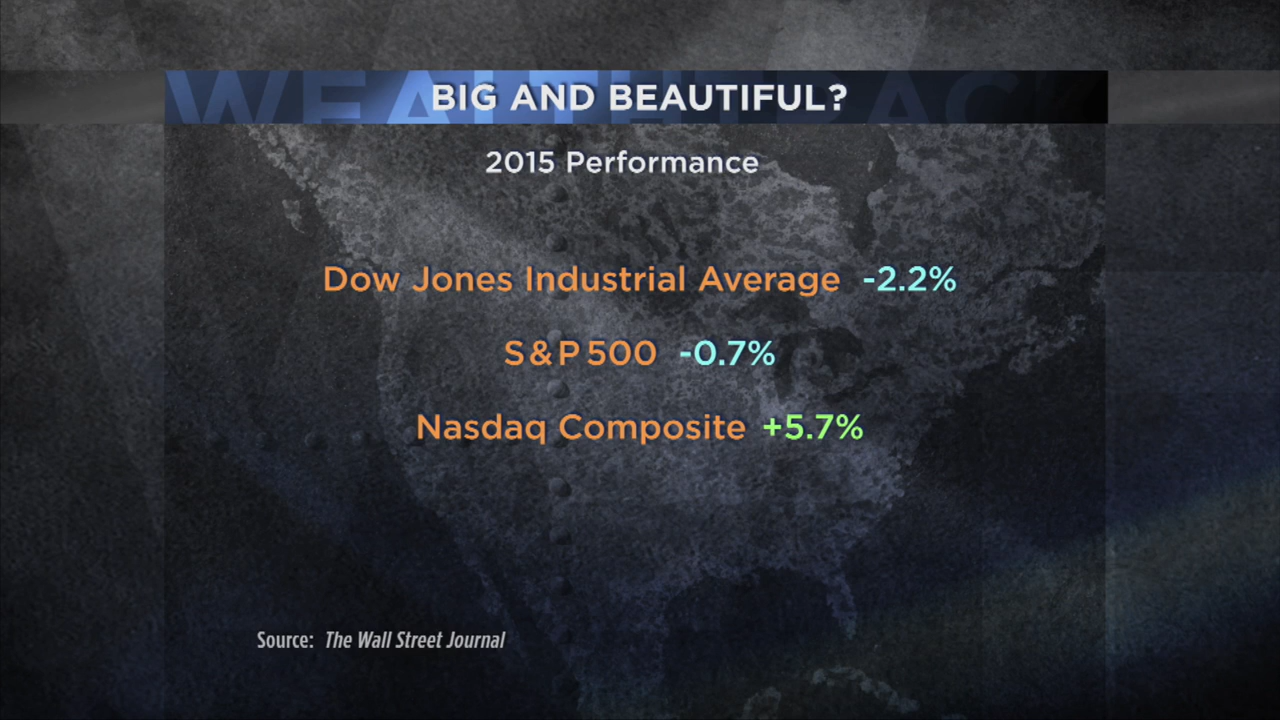 WEALTHTRACK
BIG AND BEAUTIFUL?
2015 Performance
Dow Jones Industrial Average -2.2%
S&P 500 -0.7%
Nasdaq Composite +5.7%
Source: The Wall Street Journal